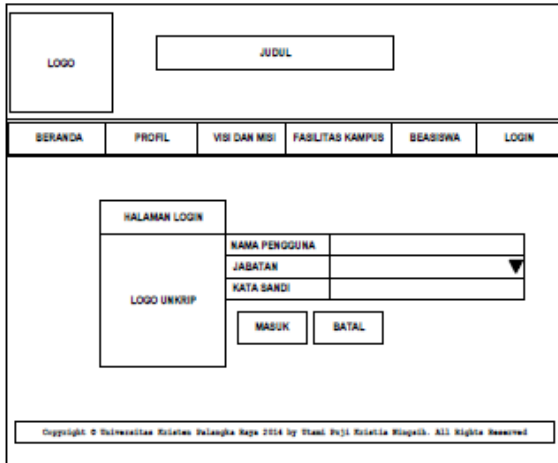 LOGO
JUDUL
BERANDA PROFIL VISI DAN MISI FASILITAS KAMPUS BEASISWA LOGIN
HALAMAN LOGIN
NAMA PENGGUNA
JABATAN
KATA SANDI
LOGO UNKRIP
MASUK BATAL
Copyright © Universitas Kristen Palangka Raya 2014 by Utami Puji Kristia Ningsih. All Rights Reserved